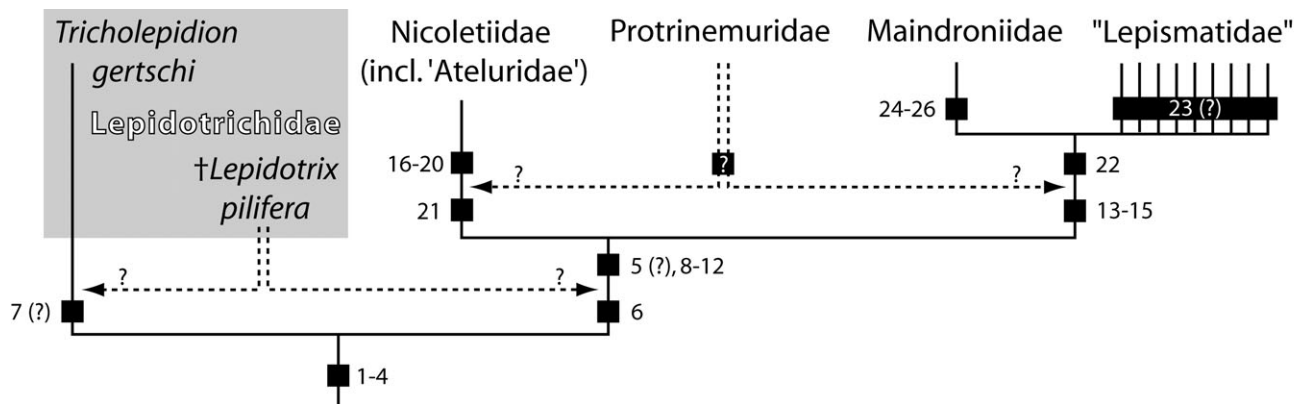 Tricholepidion
gertschi
Lepidotrichidae
†Lepidotrix
pilifera
Nicoletiidae
(incl. 'Ateluridae')
Protrinemuridae
Maindroniidae
"Lepismatidae"
24-26
23 (?)
16-20
?
?
?
22
21
13-15
5 (?), 8-12
?
?
7 (?)
6
1-4